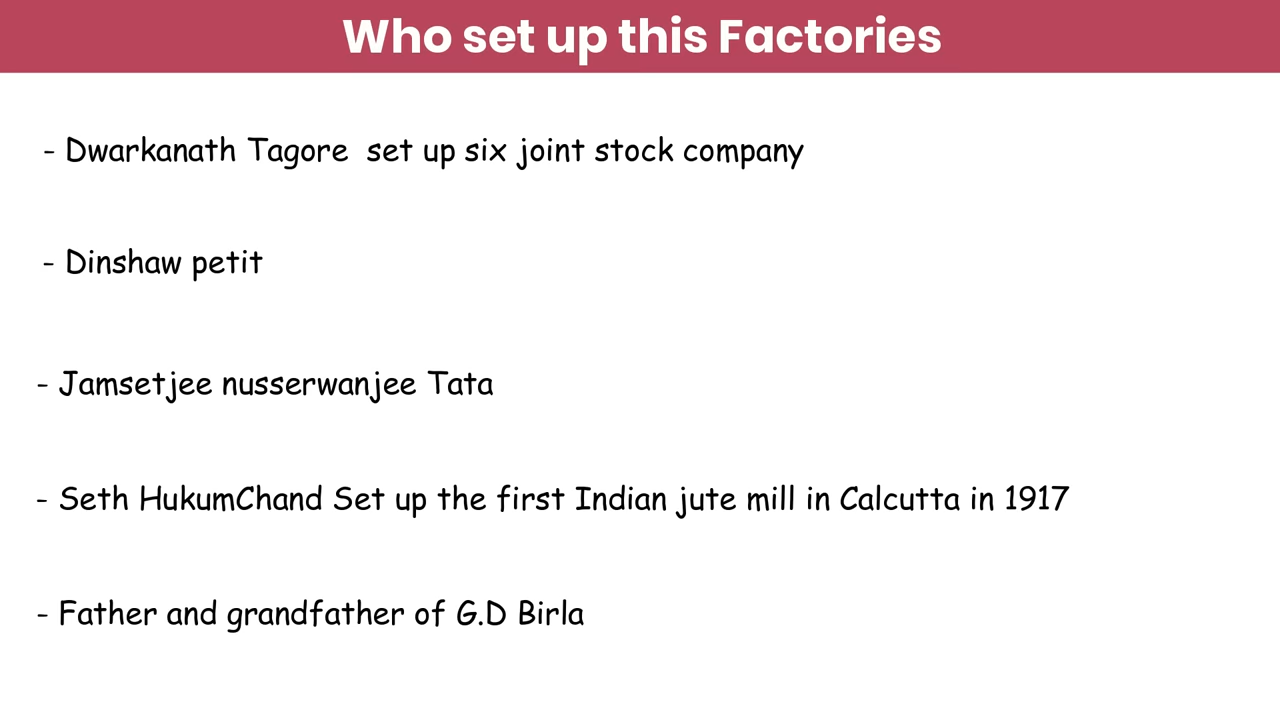 Who set up this Factories
- Dwarkanath Tagore  set up six joint stock company
- Dinshaw petit
- Jamsetjee nusserwanjee Tata
- Seth HukumChand Set up the first Indian jute mill in Calcutta in 1917
- Father and grandfather of G.D Birla